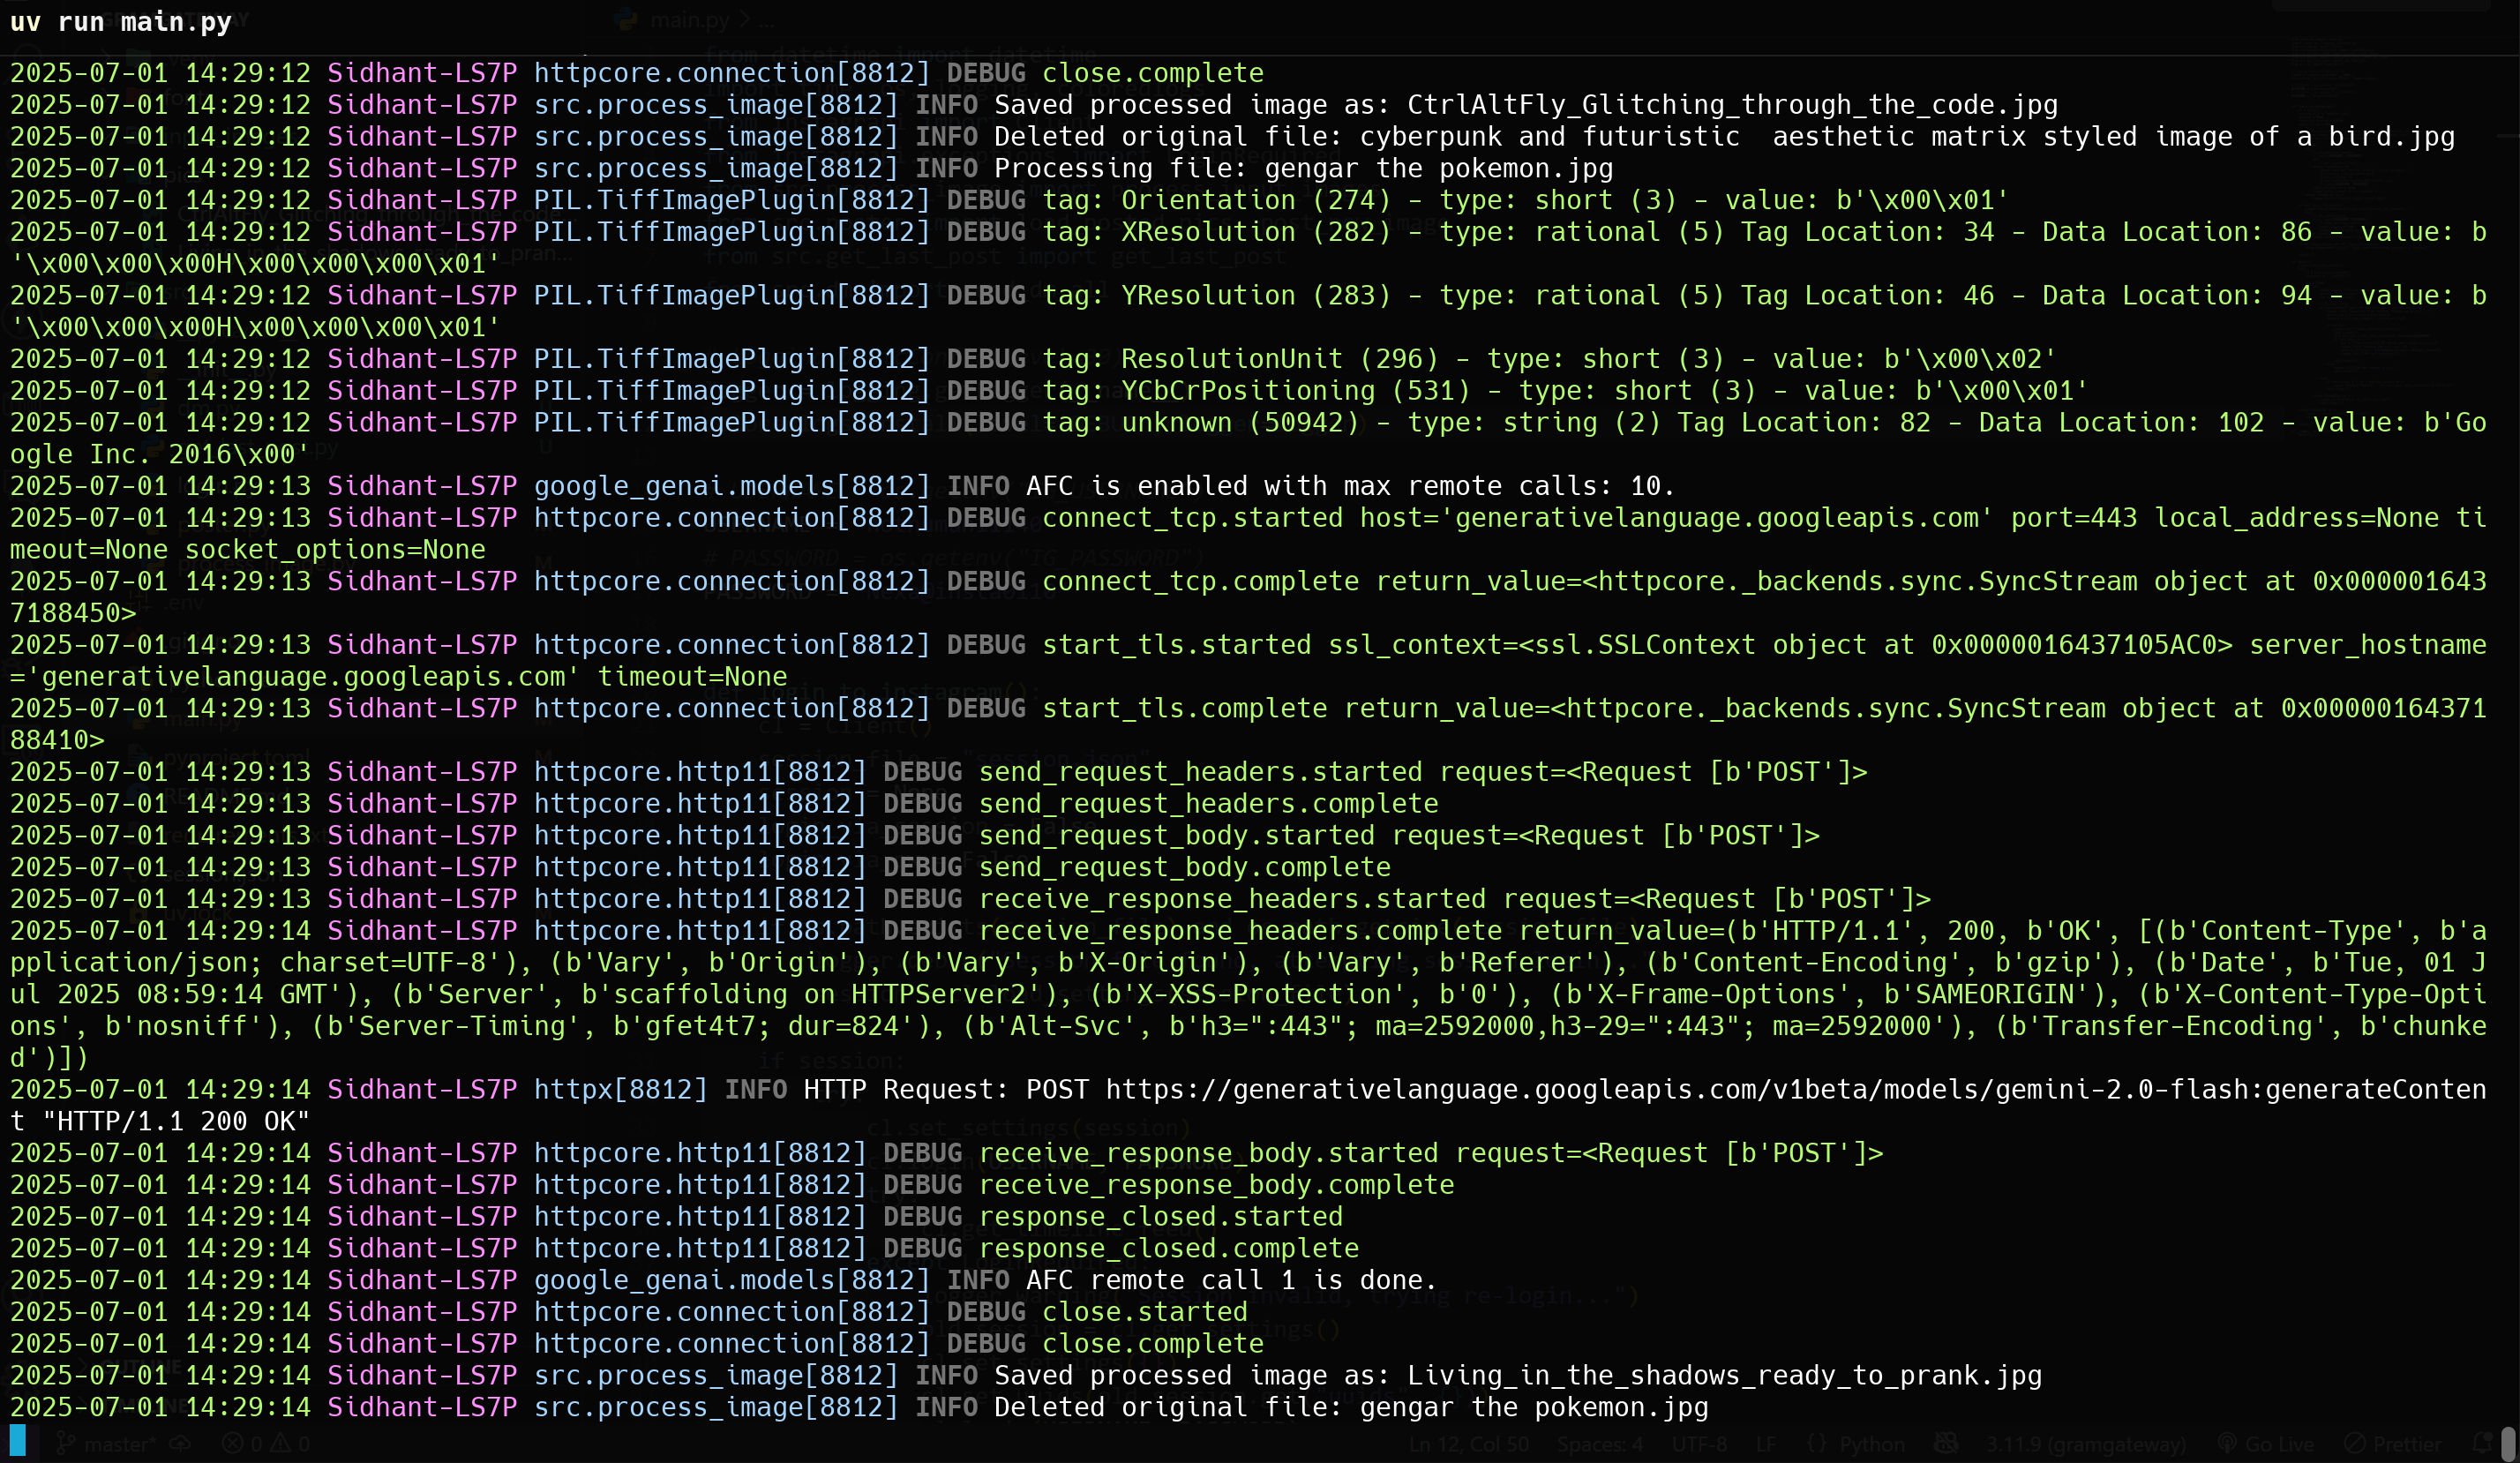 uv run main.py
2025-07-01 14:29:12 Sidhant-LS7P httpcore.connection[8812] DEBUG close.complete
2025-07-01 14:29:12 Sidhant-LS7P src.process_image[8812] INFO Saved processed image as: CtrlAltFly_Glitching_through_the_code.jpg
2025-07-01 14:29:12 Sidhant-LS7P src.process_image[8812] INFO Deleted original file: cyberpunk and futuristic  aesthetic matrix styled image of a bird.jpg
2025-07-01 14:29:12 Sidhant-LS7P src.process_image[8812] INFO Processing file: gengar the pokemon.jpg
2025-07-01 14:29:12 Sidhant-LS7P PIL.TiffImagePlugin[8812] DEBUG tag: Orientation (274) - type: short (3) - value: b'\x00\x01'
2025-07-01 14:29:12 Sidhant-LS7P PIL.TiffImagePlugin[8812] DEBUG tag: XResolution (282) - type: rational (5) Tag Location: 34 - Data Location: 86 - value: b
'\x00\x00\x00H\x00\x00\x00\x01'
2025-07-01 14:29:12 Sidhant-LS7P PIL.TiffImagePlugin[8812] DEBUG tag: YResolution (283) - type: rational (5) Tag Location: 46 - Data Location: 94 - value: b
'\x00\x00\x00H\x00\x00\x00\x01'
2025-07-01 14:29:12 Sidhant-LS7P PIL.TiffImagePlugin[8812] DEBUG tag: ResolutionUnit (296) - type: short (3) - value: b'\x00\x02'
2025-07-01 14:29:12 Sidhant-LS7P PIL.TiffImagePlugin[8812] DEBUG tag: YCbCrPositioning (531) - type: short (3) - value: b'\x00\x01'
2025-07-01 14:29:12 Sidhant-LS7P PIL.TiffImagePlugin[8812] DEBUG tag: unknown (50942) - type: string (2) Tag Location: 82 - Data Location: 102 - value: b'Go
ogle Inc. 2016\x00'
2025-07-01 14:29:13 Sidhant-LS7P google_genai.models[8812] INFO AFC is enabled with max remote calls: 10.
2025-07-01 14:29:13 Sidhant-LS7P httpcore.connection[8812] DEBUG connect_tcp.started host='generativelanguage.googleapis.com' port=443 local_address=None ti
meout=None socket_options=None
2025-07-01 14:29:13 Sidhant-LS7P httpcore.connection[8812] DEBUG connect_tcp.complete return_value=<httpcore._backends.sync.SyncStream object at 0x000001643
7188450>
2025-07-01 14:29:13 Sidhant-LS7P httpcore.connection[8812] DEBUG start_tls.started ssl_context=<ssl.SSLContext object at 0x0000016437105AC0> server_hostname
='generativelanguage.googleapis.com' timeout=None
2025-07-01 14:29:13 Sidhant-LS7P httpcore.connection[8812] DEBUG start_tls.complete return_value=<httpcore._backends.sync.SyncStream object at 0x00000164371
88410>
2025-07-01 14:29:13 Sidhant-LS7P httpcore.http11[8812] DEBUG send_request_headers.started request=<Request [b'POST']>
2025-07-01 14:29:13 Sidhant-LS7P httpcore.http11[8812] DEBUG send_request_headers.complete
2025-07-01 14:29:13 Sidhant-LS7P httpcore.http11[8812] DEBUG send_request_body.started request=<Request [b'POST']>
2025-07-01 14:29:13 Sidhant-LS7P httpcore.http11[8812] DEBUG send_request_body.complete
2025-07-01 14:29:13 Sidhant-LS7P httpcore.http11[8812] DEBUG receive_response_headers.started request=<Request [b'POST']>
2025-07-01 14:29:14 Sidhant-LS7P httpcore.http11[8812] DEBUG receive_response_headers.complete return_value=(b'HTTP/1.1', 200, b'OK', [(b'Content-Type', b'a
pplication/json; charset=UTF-8'), (b'Vary', b'Origin'), (b'Vary', b'X-Origin'), (b'Vary', b'Referer'), (b'Content-Encoding', b'gzip'), (b'Date', b'Tue, 01 J
ul 2025 08:59:14 GMT'), (b'Server', b'scaffolding on HTTPServer2'), (b'X-XSS-Protection', b'0'), (b'X-Frame-Options', b'SAMEORIGIN'), (b'X-Content-Type-Opti
ons', b'nosniff'), (b'Server-Timing', b'gfet4t7; dur=824'), (b'Alt-Svc', b'h3=":443"; ma=2592000,h3-29=":443"; ma=2592000'), (b'Transfer-Encoding', b'chunke
d')])
2025-07-01 14:29:14 Sidhant-LS7P httpx[8812] INFO HTTP Request: POST https://generativelanguage.googleapis.com/v1beta/models/gemini-2.0-flash:generateConten
t "HTTP/1.1 200 OK"
2025-07-01 14:29:14 Sidhant-LS7P httpcore.http11[8812] DEBUG receive_response_body.started request=<Request [b'POST']>
2025-07-01 14:29:14 Sidhant-LS7P httpcore.http11[8812] DEBUG receive_response_body.complete
2025-07-01 14:29:14 Sidhant-LS7P httpcore.http11[8812] DEBUG response_closed.started
2025-07-01 14:29:14 Sidhant-LS7P httpcore.http11[8812] DEBUG response_closed.complete
2025-07-01 14:29:14 Sidhant-LS7P google_genai.models[8812] INFO AFC remote call 1 is done.
2025-07-01 14:29:14 Sidhant-LS7P httpcore.connection[8812] DEBUG close.started
2025-07-01 14:29:14 Sidhant-LS7P httpcore.connection[8812] DEBUG close.complete
2025-07-01 14:29:14 Sidhant-LS7P src.process_image[8812] INFO Saved processed image as: Living_in_the_shadows_ready_to_prank.jpg
2025-07-01 14:29:14 Sidhant-LS7P src.process_image[8812] INFO Deleted original file: gengar the pokemon.jpg
master* 0 0 Ln 12, Col 50 Spaces: 4 UTF-8 LF {} Python 3.11.9 (gramgateway) Go Live Prettier